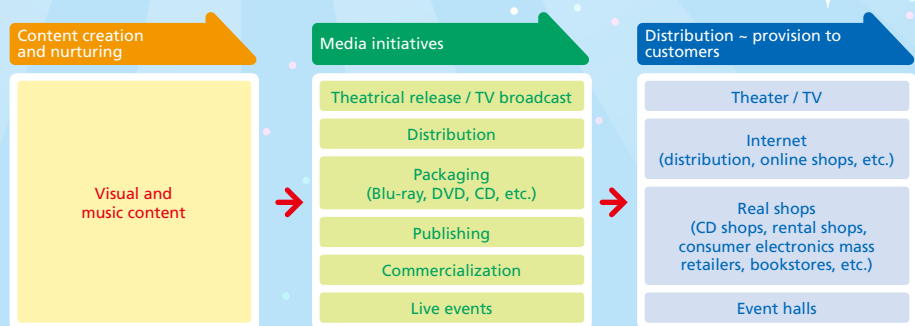 Content creation
and nurturing
Visual and
music content
Media initiatives
Theatrical release / TV broadcast
Distribution
Packaging
(Blu-ray, DVD, CD, etc.)
Publishing
Commercialization
Live events
Distribution ~ provision to
customers
Theater / TV
Internet
(distribution, online shops, etc.)
Real shops
(CD shops, rental shops,
consumer electronics mass
retailers, bookstores, etc.)
Event halls